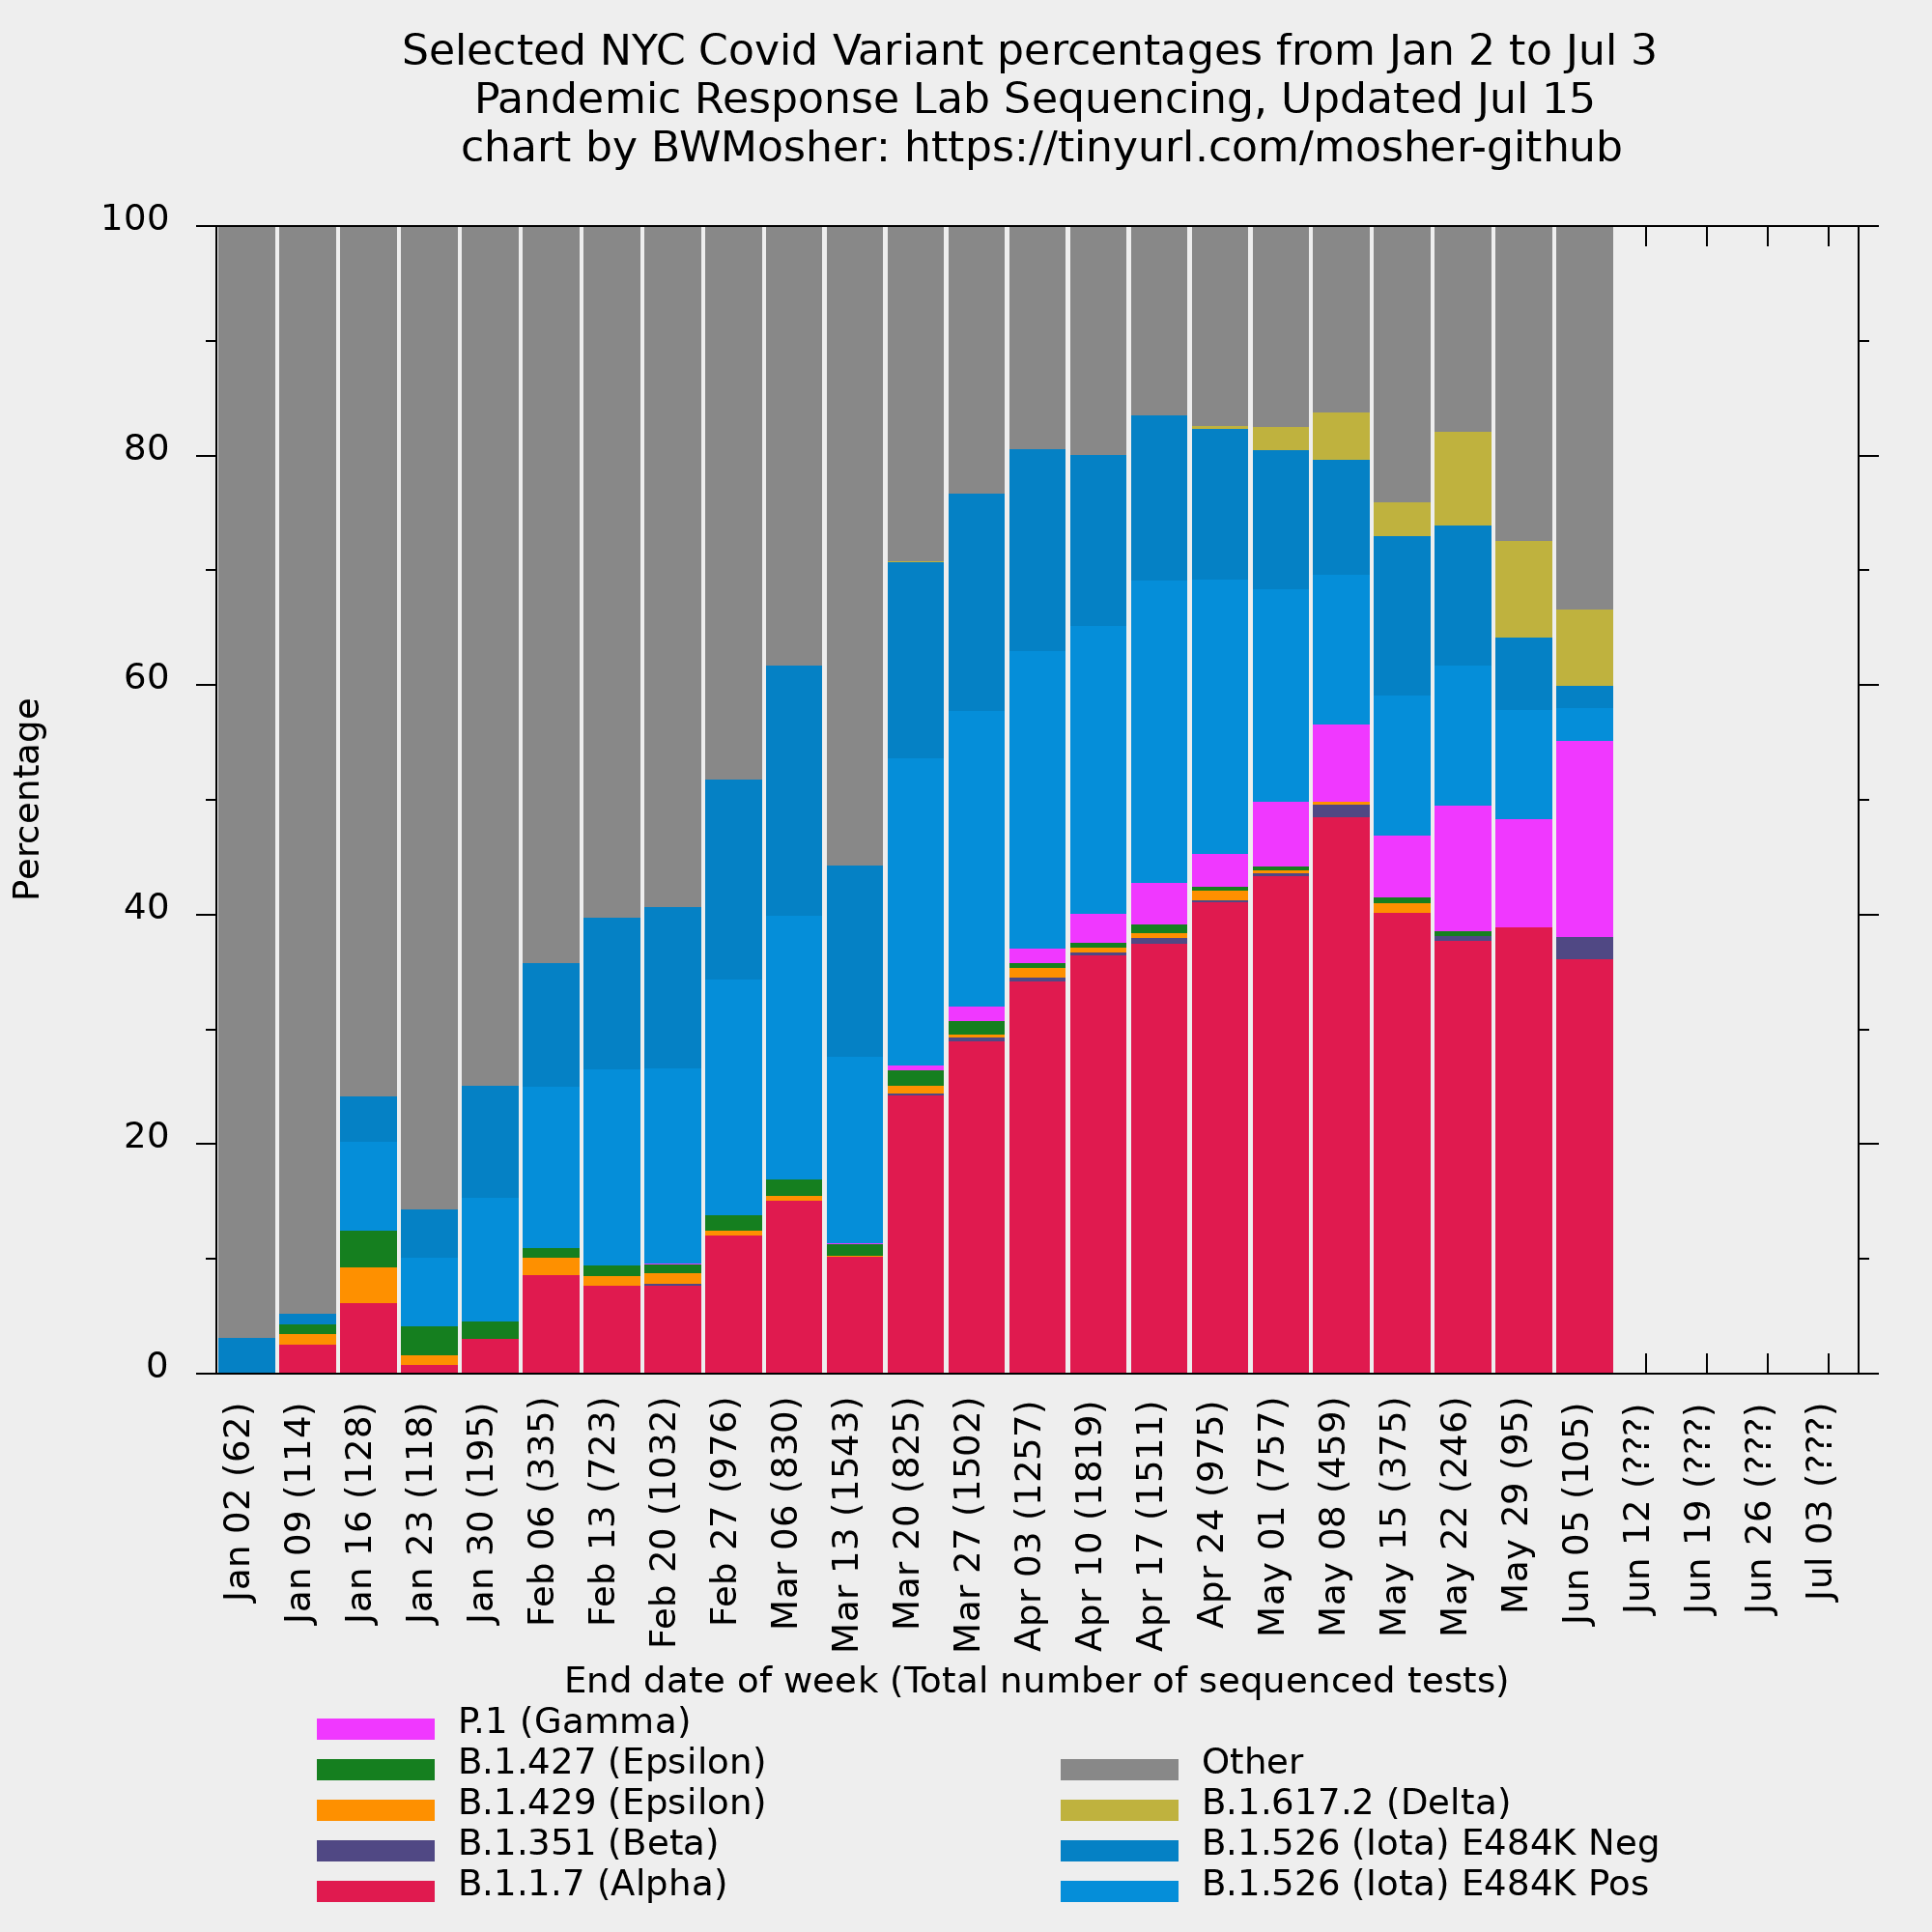 Selected NYC Covid Variant percentages from Jan 2 to Jul 3
Pandemic Response Lab Sequencing, Updated Jul 15
chart by BWMosher: https://tinyurl.com/mosher-github
100
80
60
40
20
0
Percentage
Jan 02 (62)
Jan 09 (114)
Jan 16 (128)
Jan 23 (118)
Jan 30 (195)
Feb 06 (335)
Feb 13 (723)
Feb 20 (1032)
Feb 27 (976)
Mar 06 (830)
Mar 13 (1543)
Mar 20 (825)
Mar 27 (1502)
Apr 03 (1257)
Apr 10 (1819)
Apr 17 (1511)
Apr 24 (975)
May 01 (757)
May 08 (459)
May 15 (375)
May 22 (246)
May 29 (95)
Jun 05 (105)
Jun 12 (???)
Jun 19 (???)
Jun 26 (???)
Jul 03 (???)
End date of week (Total number of sequenced tests)
P.1 (Gamma)
B.1.427 (Epsilon)
B.1.429 (Epsilon)
B.1.351 (Beta)
B.1.1.7 (Alpha)
Other
B.1.617.2 (Delta)
B.1.526 (Iota) E484K Neg
B.1.526 (Iota) E484K Pos